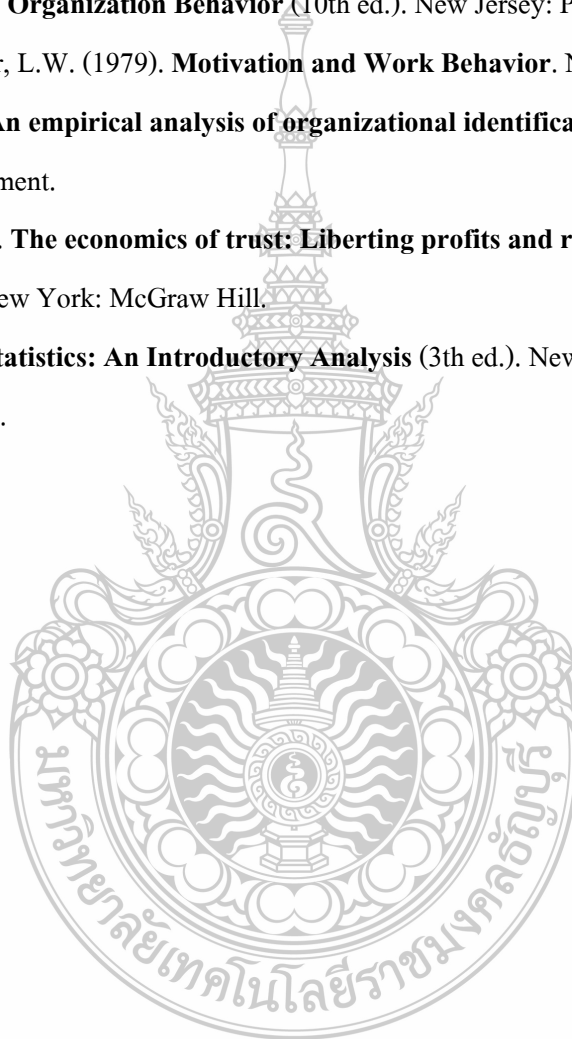 Organization Behavior (10th ed.). New Jersey: P
r, L.W. (1979). Motivation and Work Behavior. N
An empirical analysis of organizational identifica
ment.
. The economics of trust: Liberting profits and r
New York: McGraw Hill.
tatistics: An Introductory Analysis (3th ed.). New
.
มหาวิทยาลัยเทคโนโลยีราชมงคลธัญบุรี